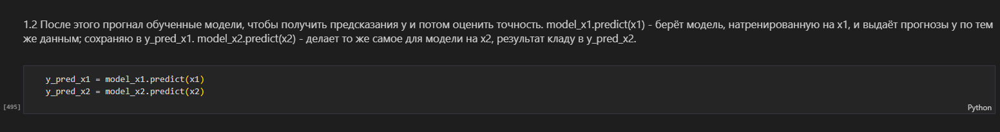 1.2 После этого прогнал обученные модели, чтобы получить предсказания y и потом оценить точность. model_x1.predict(x1) - берёт модель, натренированную на x1, и выдаёт прогнозы y по тем
же данным; сохраняю в y_pred_x1. model_x2.predict(x2) - делает то же самое для модели на x2, результат кладу в y_pred_x2.
y_pred_x1 = model_x1.predict(x1)
y_pred_x2 = model_x2.predict(x2)
[495]
Python